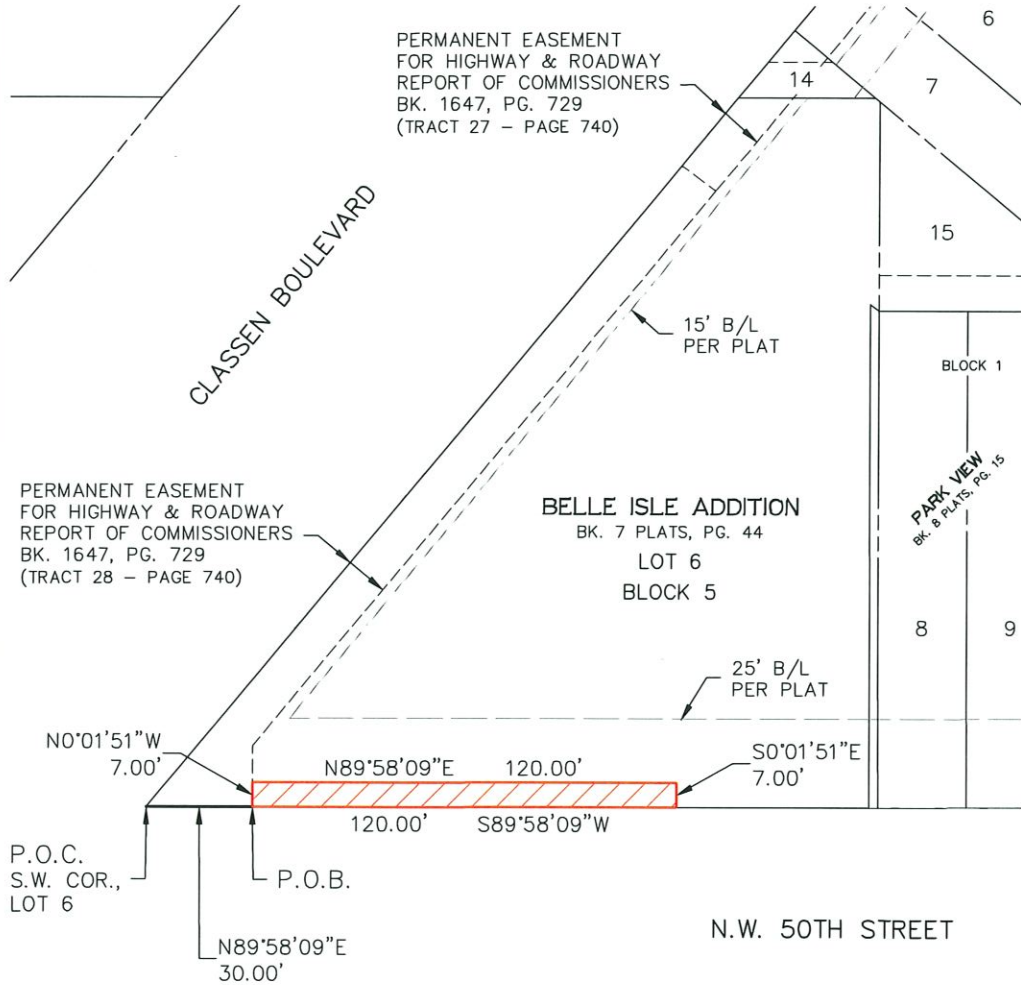 PERMANENT EASEMENT
FOR HIGHWAY & ROADWAY
REPORT OF COMMISSIONERS
BK. 1647, PG. 729
(TRACT 27 – PAGE 740)
6
14
7
15
CLASSEN BOULEVARD
15' B/L
PER PLAT
BLOCK 1
PERMANENT EASEMENT
FOR HIGHWAY & ROADWAY
REPORT OF COMMISSIONERS
BK. 1647, PG. 729
(TRACT 28 – PAGE 740)
BELLE ISLE ADDITION
BK. 7 PLATS, PG. 44
LOT 6
BLOCK 5
PARK VIEW
BK. 8 PLATS, PG. 15
8
9
25' B/L
PER PLAT
N0°01'51"W
7.00'
N89°58'09"E 120.00'
S0°01'51"E
7.00'
120.00' S89°58'09"W
P.O.C.
S.W. COR.,
LOT 6
P.O.B.
N89°58'09"E
30.00'
N.W. 50TH STREET